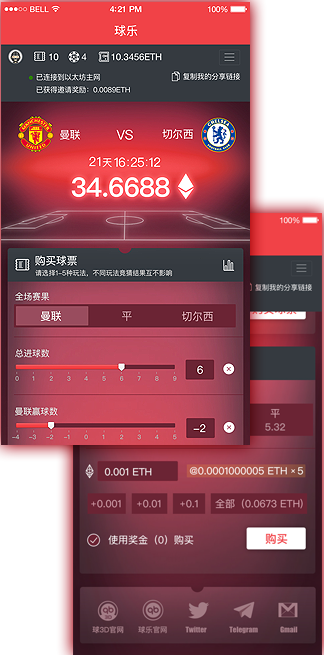 BELL
4:21 PM
100%
球乐
10
4
10.3456ETH
已连接到以太坊主网
复制我的分享链接
已获得邀请奖励：0.0089ETH
MANCHESTER
UNITED
曼联
VS
切尔西
CHELSEA
21天16:25:12
34.6688
购买球票
请选择1-5种玩法，不同玩法竞猜结果互不影响
全场赛果
曼联
平
切尔西
总进球数
6
0 1 2 3 4 5 6 7 8 9
曼联赢球数
-2
-4 -3 -2 -1 0 1 2 3 4 5
100%
复制我的分享链接
平
5.32
0.001 ETH
@0.0001000005 ETH × 5
+0.001
+0.01
+0.1
全部（0.0673 ETH）
使用奖金（0）购买
购买
球3D官网
球乐官网
Twitter
Telegram
Gmail